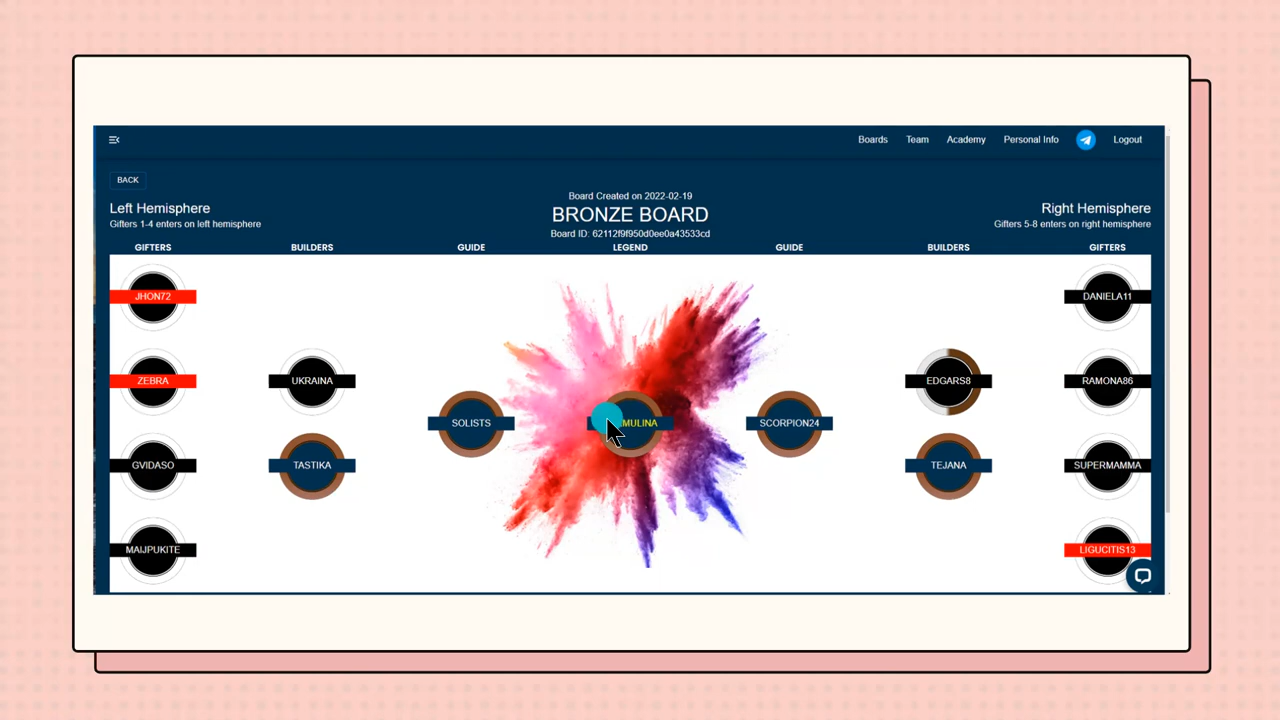 Boards Team Academy Personal Info Logout
BACK
Board Created on 2022-02-19
Left Hemisphere BRONZE BOARD Right Hemisphere
Gifters 1-4 enters on left hemisphere Board ID: 62112f9f950d0ee0a43533cd Gifters 5-8 enters on right hemisphere
GIFTERS BUILDERS GUIDE LEGEND GUIDE BUILDERS GIFTERS
JHON72 DANIELA11
ZEBRA UKRAINA EDGARS8 RAMONA86
SOLISTS SCORPION24
GVIDASO TASTIKA TEJANA SUPERMAMMA
MAIJPUKITE LIGUCITIS13